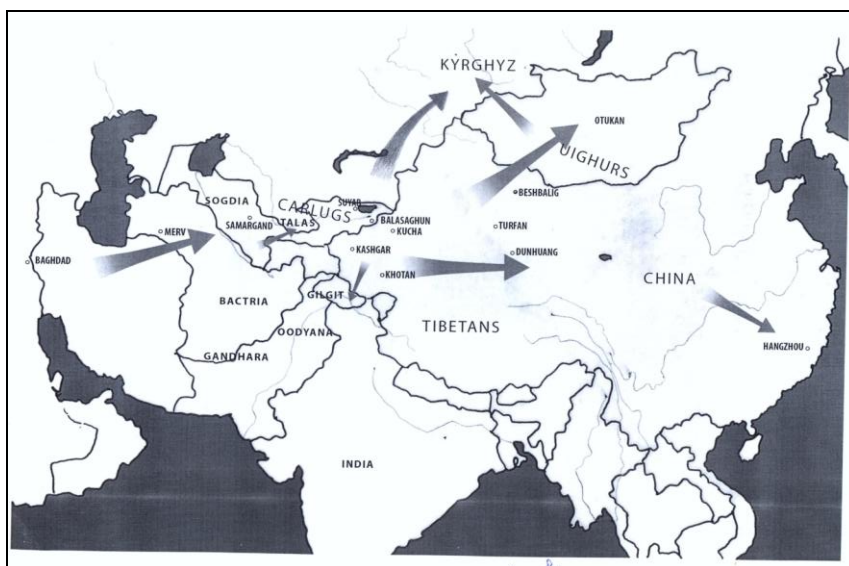 KYRGHYZ
OTUKAN
UIGHURS
BESHBALIG
SOGDIA
CARLUGS
SUYAB
SAMARGAND
TALAS
BALASAGHUN
MERV
KUCHA
TURFAN
KASHGAR
DUNHUANG
BAGHDAD
KHOTAN
CHINA
BACTRIA
GILGIT
OODYANA
TIBETANS
GANDHARA
HANGZHOU
INDIA